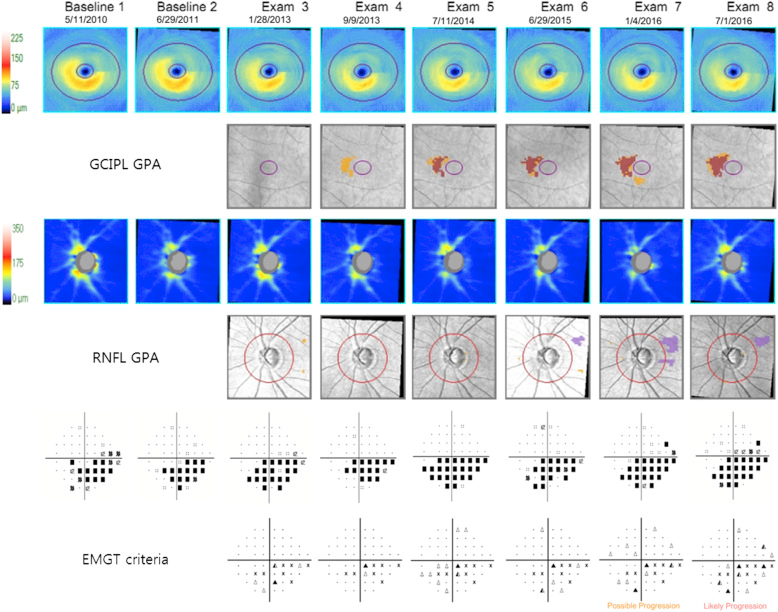 Baseline 1 Baseline 2 Exam 3 Exam 4 Exam 5 Exam 6 Exam 7 Exam 8
5/11/2010 6/29/2011 1/28/2013 9/9/2013 7/11/2014 6/29/2015 1/4/2016 7/1/2016
225
150
75
0 µm
GCIPL GPA
350
175
0 µm
RNFL GPA
EMGT criteria
Possible Progression Likely Progression